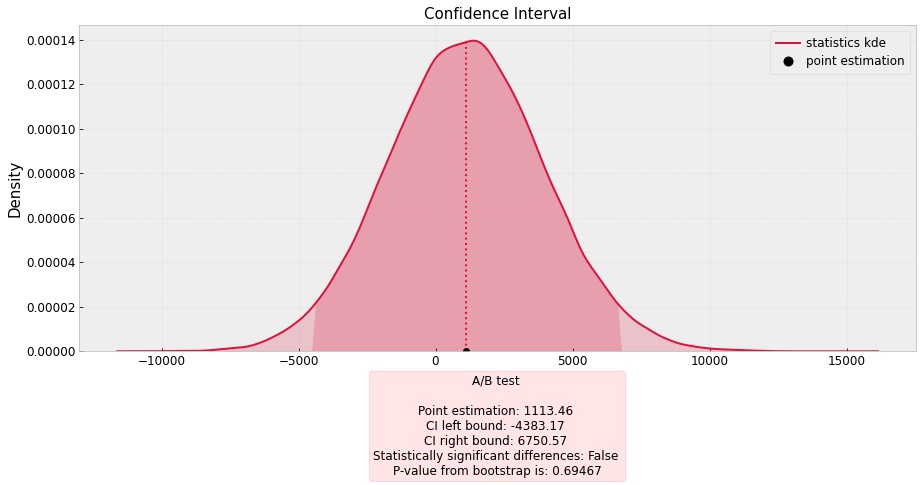 Confidence Interval
statistics kde
point estimation
Density
0.00014
0.00012
0.00010
0.00008
0.00006
0.00004
0.00002
0.00000
−10000
−5000
0
5000
10000
15000
A/B test
Point estimation: 1113.46
CI left bound: -4383.17
CI right bound: 6750.57
Statistically significant differences: False
P-value from bootstrap is: 0.69467